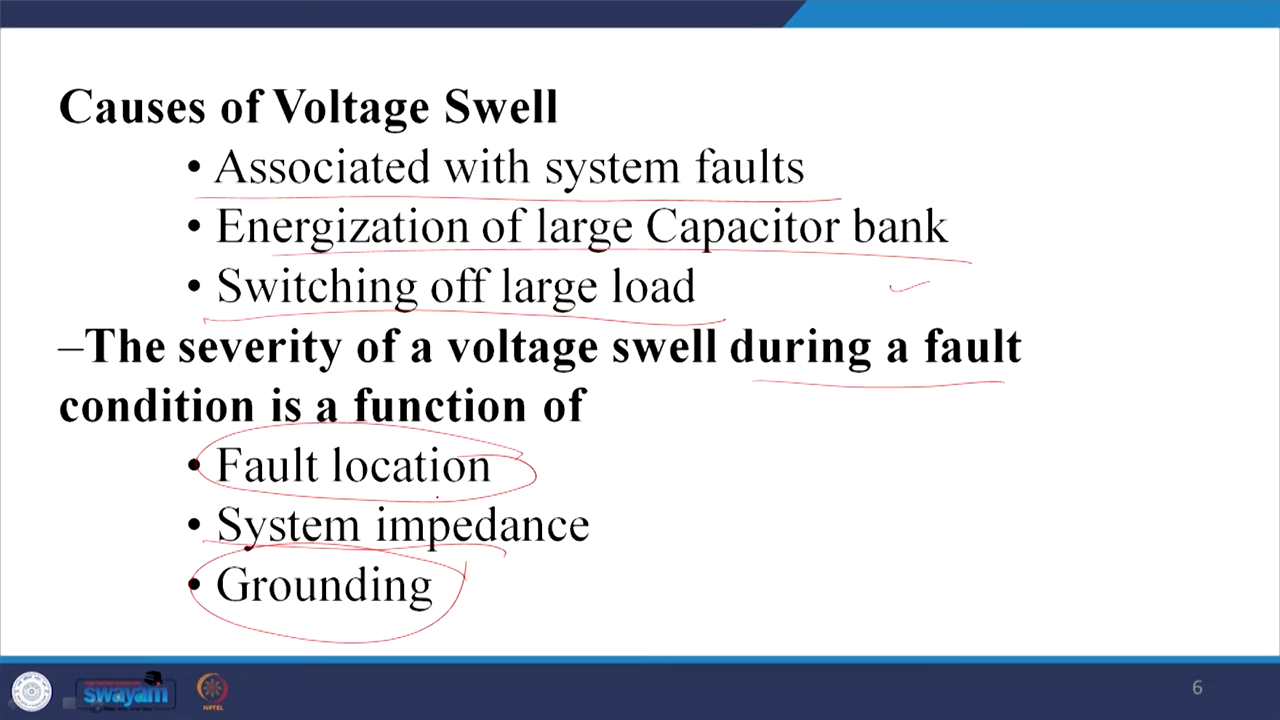 Causes of Voltage Swell
• Associated with system faults
• Energization of large Capacitor bank
• Switching off large load
–The severity of a voltage swell during a fault
condition is a function of
• Fault location
• System impedance
• Grounding
swayam
NPTEL
6